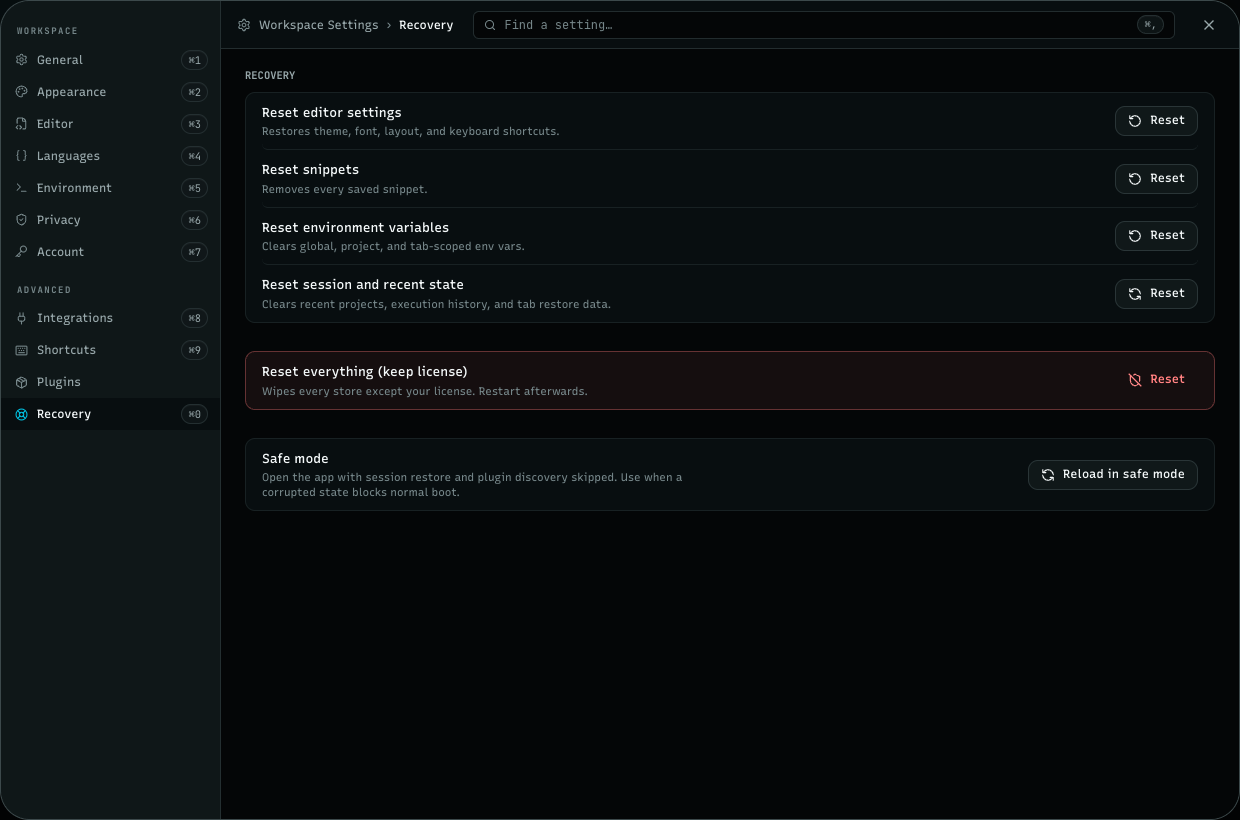 WORKSPACE
General ⌘1
Appearance ⌘2
Editor ⌘3
Languages ⌘4
Environment ⌘5
Privacy ⌘6
Account ⌘7
ADVANCED
Integrations ⌘8
Shortcuts ⌘9
Plugins
Recovery ⌘0
Workspace Settings › Recovery
Find a setting… ⌘,
RECOVERY
Reset editor settings
Restores theme, font, layout, and keyboard shortcuts.
Reset
Reset snippets
Removes every saved snippet.
Reset
Reset environment variables
Clears global, project, and tab-scoped env vars.
Reset
Reset session and recent state
Clears recent projects, execution history, and tab restore data.
Reset
Reset everything (keep license)
Wipes every store except your license. Restart afterwards.
Reset
Safe mode
Open the app with session restore and plugin discovery skipped. Use when a
corrupted state blocks normal boot.
Reload in safe mode